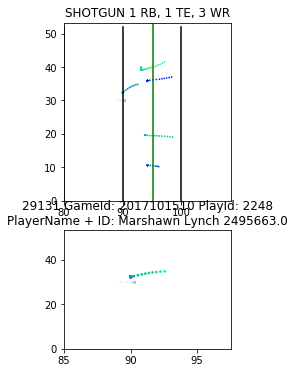 SHOTGUN 1 RB, 1 TE, 3 WR
50
40
30
20
10
0
80 90 100
29131 GameId: 2017101510 PlayId: 2248
PlayerName + ID: Marshawn Lynch 2495663.0
40
20
0
85 90 95